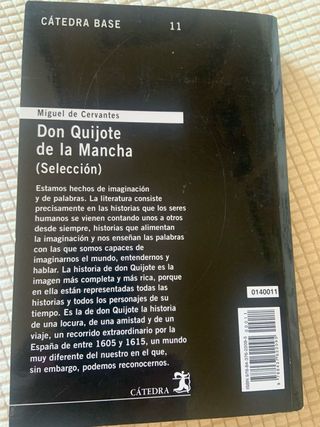 CÁTEDRA BASE 11
Miguel de Cervantes
Don Quijote
de la Mancha
(Selección)
Estamos hechos de imaginación
y de palabras. La literatura consiste
precisamente en las historias que los seres
humanos se vienen contando unos a otros
desde siempre, historias que alimentan
la imaginación y nos enseñan las palabras
con las que somos capaces de
imaginarnos el mundo, entendernos y
hablar. La historia de don Quijote es la
imagen más completa y más rica, porque
en ella están representadas todas las
historias y todos los personajes de su
tiempo. Es la de don Quijote la historia
de una locura, de una amistad y de un
viaje, un recorrido extraordinario por la
España de entre 1605 y 1615, un mundo
muy diferente del nuestro en el que,
sin embargo, podemos reconocernos.
0140011
CÁTEDRA